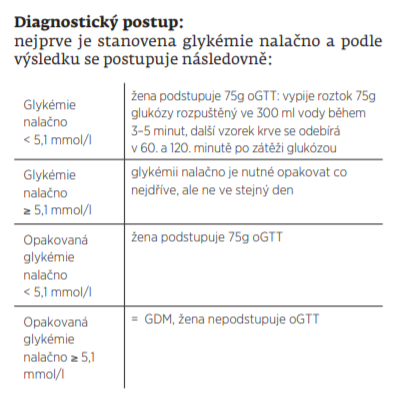 Diagnostický postup:
nejprve je stanovena glykémie nalačno a podle
výsledku se postupuje následovně:
Glykémie
nalačno
< 5,1 mmol/l
žena podstupuje 75g oGTT: vypije roztok 75g
glukózy rozpuštěný ve 300 ml vody během
3–5 minut, další vzorek krve se odebírá
v 60. a 120. minutě po zátěži glukózou
Glykémie
nalačno
≥ 5,1 mmol/l
glykémii nalačno je nutné opakovat co
nejdříve, ale ne ve stejný den
Opakovaná
glykémie
nalačno
< 5,1 mmol/l
žena podstupuje 75g oGTT
Opakovaná
glykémie
nalačno ≥ 5,1
mmol/l
= GDM, žena nepodstupuje oGTT